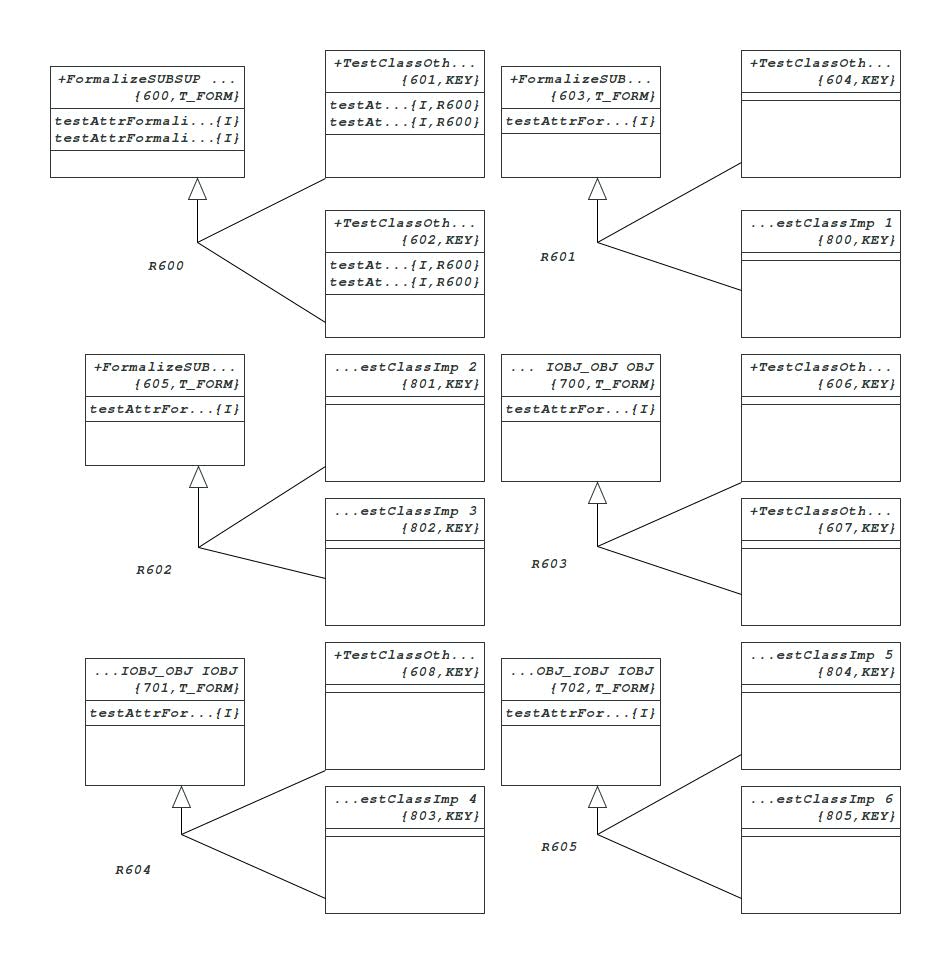 +FormalizeSUBSUP ...
{600,T_FORM}
testAttrFormali...{I}
testAttrFormali...{I}
+TestClassOth...
{601,KEY}
testAt...{I,R600}
testAt...{I,R600}
+TestClassOth...
{602,KEY}
testAt...{I,R600}
testAt...{I,R600}
R600
+FormalizeSUB...
{603,T_FORM}
testAttrFor...{I}
+TestClassOth...
{604,KEY}
...estClassImp 1
{800,KEY}
R601
+FormalizeSUB...
{605,T_FORM}
testAttrFor...{I}
...estClassImp 2
{801,KEY}
...estClassImp 3
{802,KEY}
R602
... IOBJ_OBJ OBJ
{700,T_FORM}
testAttrFor...{I}
+TestClassOth...
{606,KEY}
+TestClassOth...
{607,KEY}
R603
...IOBJ_OBJ IOBJ
{701,T_FORM}
testAttrFor...{I}
+TestClassOth...
{608,KEY}
...estClassImp 4
{803,KEY}
R604
...OBJ_IOBJ IOBJ
{702,T_FORM}
testAttrFor...{I}
...estClassImp 5
{804,KEY}
...estClassImp 6
{805,KEY}
R605